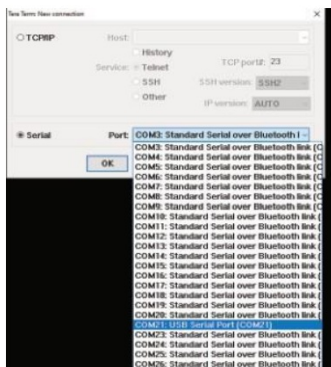 Tera Term: New connection
TCP/IP
Host:
History
Service:
Telnet
TCP port#: 23
SSH
SSH version: SSH2
Other
IP version: AUTO
Serial
Port: COM3: Standard Serial over Bluetooth l
OK
COM3: Standard Serial over Bluetooth link (C
COM4: Standard Serial over Bluetooth link (C
COM5: Standard Serial over Bluetooth link (C
COM6: Standard Serial over Bluetooth link (C
COM7: Standard Serial over Bluetooth link (C
COM8: Standard Serial over Bluetooth link (C
COM9: Standard Serial over Bluetooth link (C
COM10: Standard Serial over Bluetooth link (
COM11: Standard Serial over Bluetooth link (
COM12: Standard Serial over Bluetooth link (
COM13: Standard Serial over Bluetooth link (
COM14: Standard Serial over Bluetooth link (
COM15: Standard Serial over Bluetooth link (
COM16: Standard Serial over Bluetooth link (
COM17: Standard Serial over Bluetooth link (
COM18: Standard Serial over Bluetooth link (
COM19: Standard Serial over Bluetooth link (
COM20: Standard Serial over Bluetooth link (
COM21: USB Serial Port (COM21)
COM23: Standard Serial over Bluetooth link (
COM24: Standard Serial over Bluetooth link (
COM25: Standard Serial over Bluetooth link (
COM26: Standard Serial over Bluetooth link (